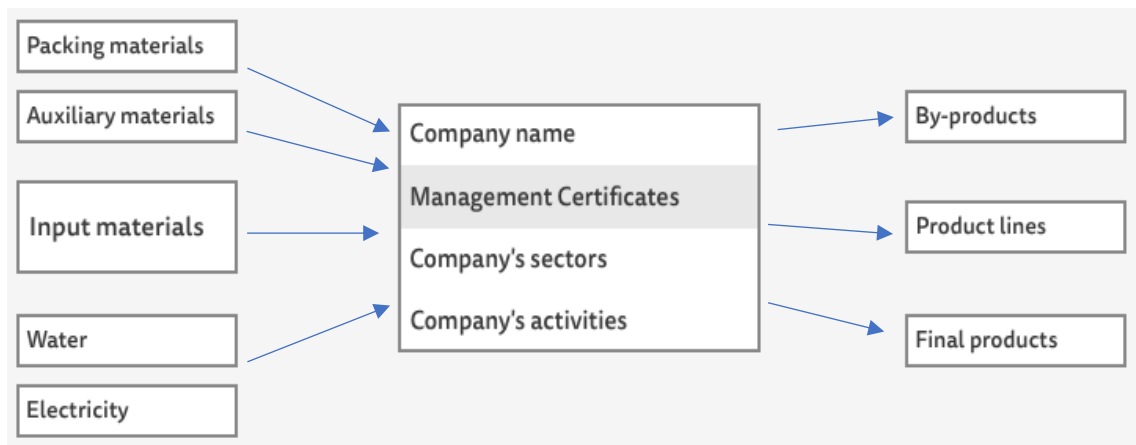 Packing materials
Auxiliary materials
Input materials
Water
Electricity
Company name
Management Certificates
Company's sectors
Company's activities
By-products
Product lines
Final products